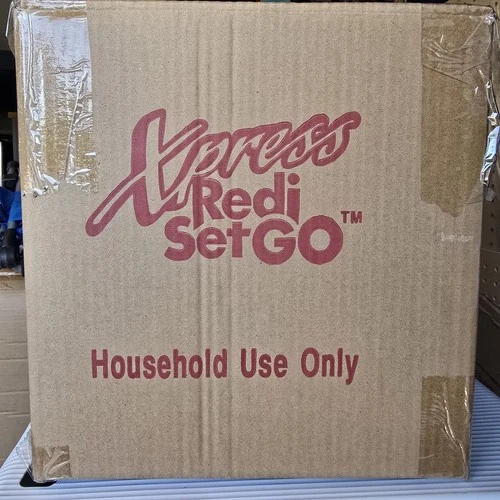 Xpress
Redi
SetGO™
Household Use Only